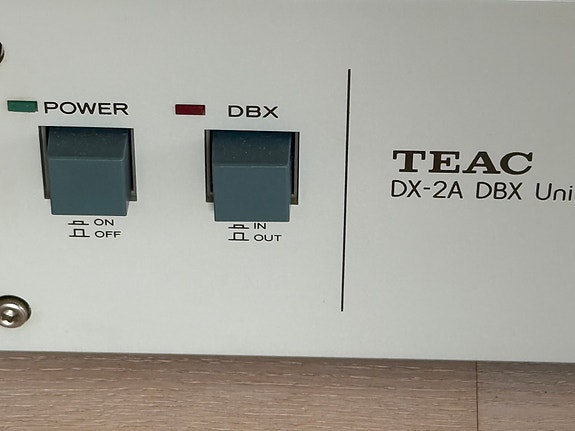 POWER
DBX
ON
OFF
IN
OUT
TEAC
DX-2A DBX Uni